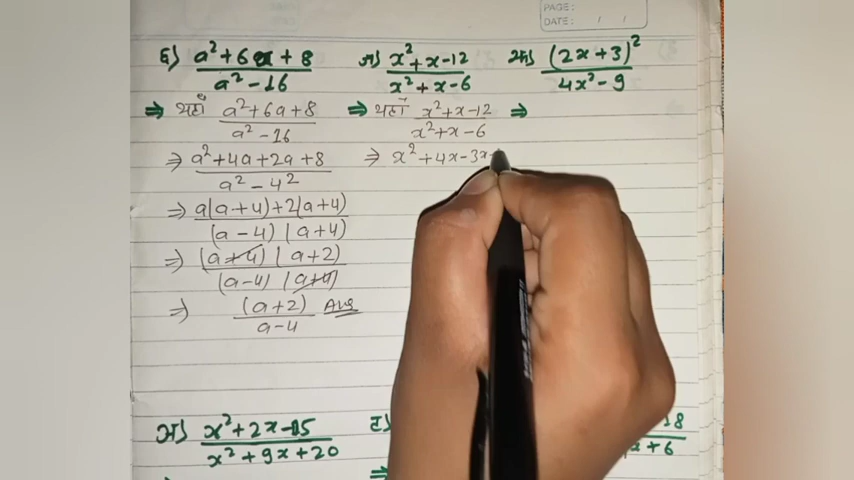 PAGE:
DATE: / /
घ) a²+6a+8 / a²-16
⇒ यहाँ a²+6a+8 / a²-16
⇒ a²+4a+2a+8 / a²-4²
⇒ a(a+4)+2(a+4) / (a-4)(a+4)
⇒ (a+4)(a+2) / (a-4)(a+4)
⇒ (a+2) / a-4 Ans
x²+x-12 / x²+x-6
⇒ यहाँ x²+x-12 / x²+x-6
⇒ x²+4x-3x
झ) (2x+3)² / 4x²-9
⇒
ञ) x²+2x-15 / x²+9x+20
ट)
18 / x+6